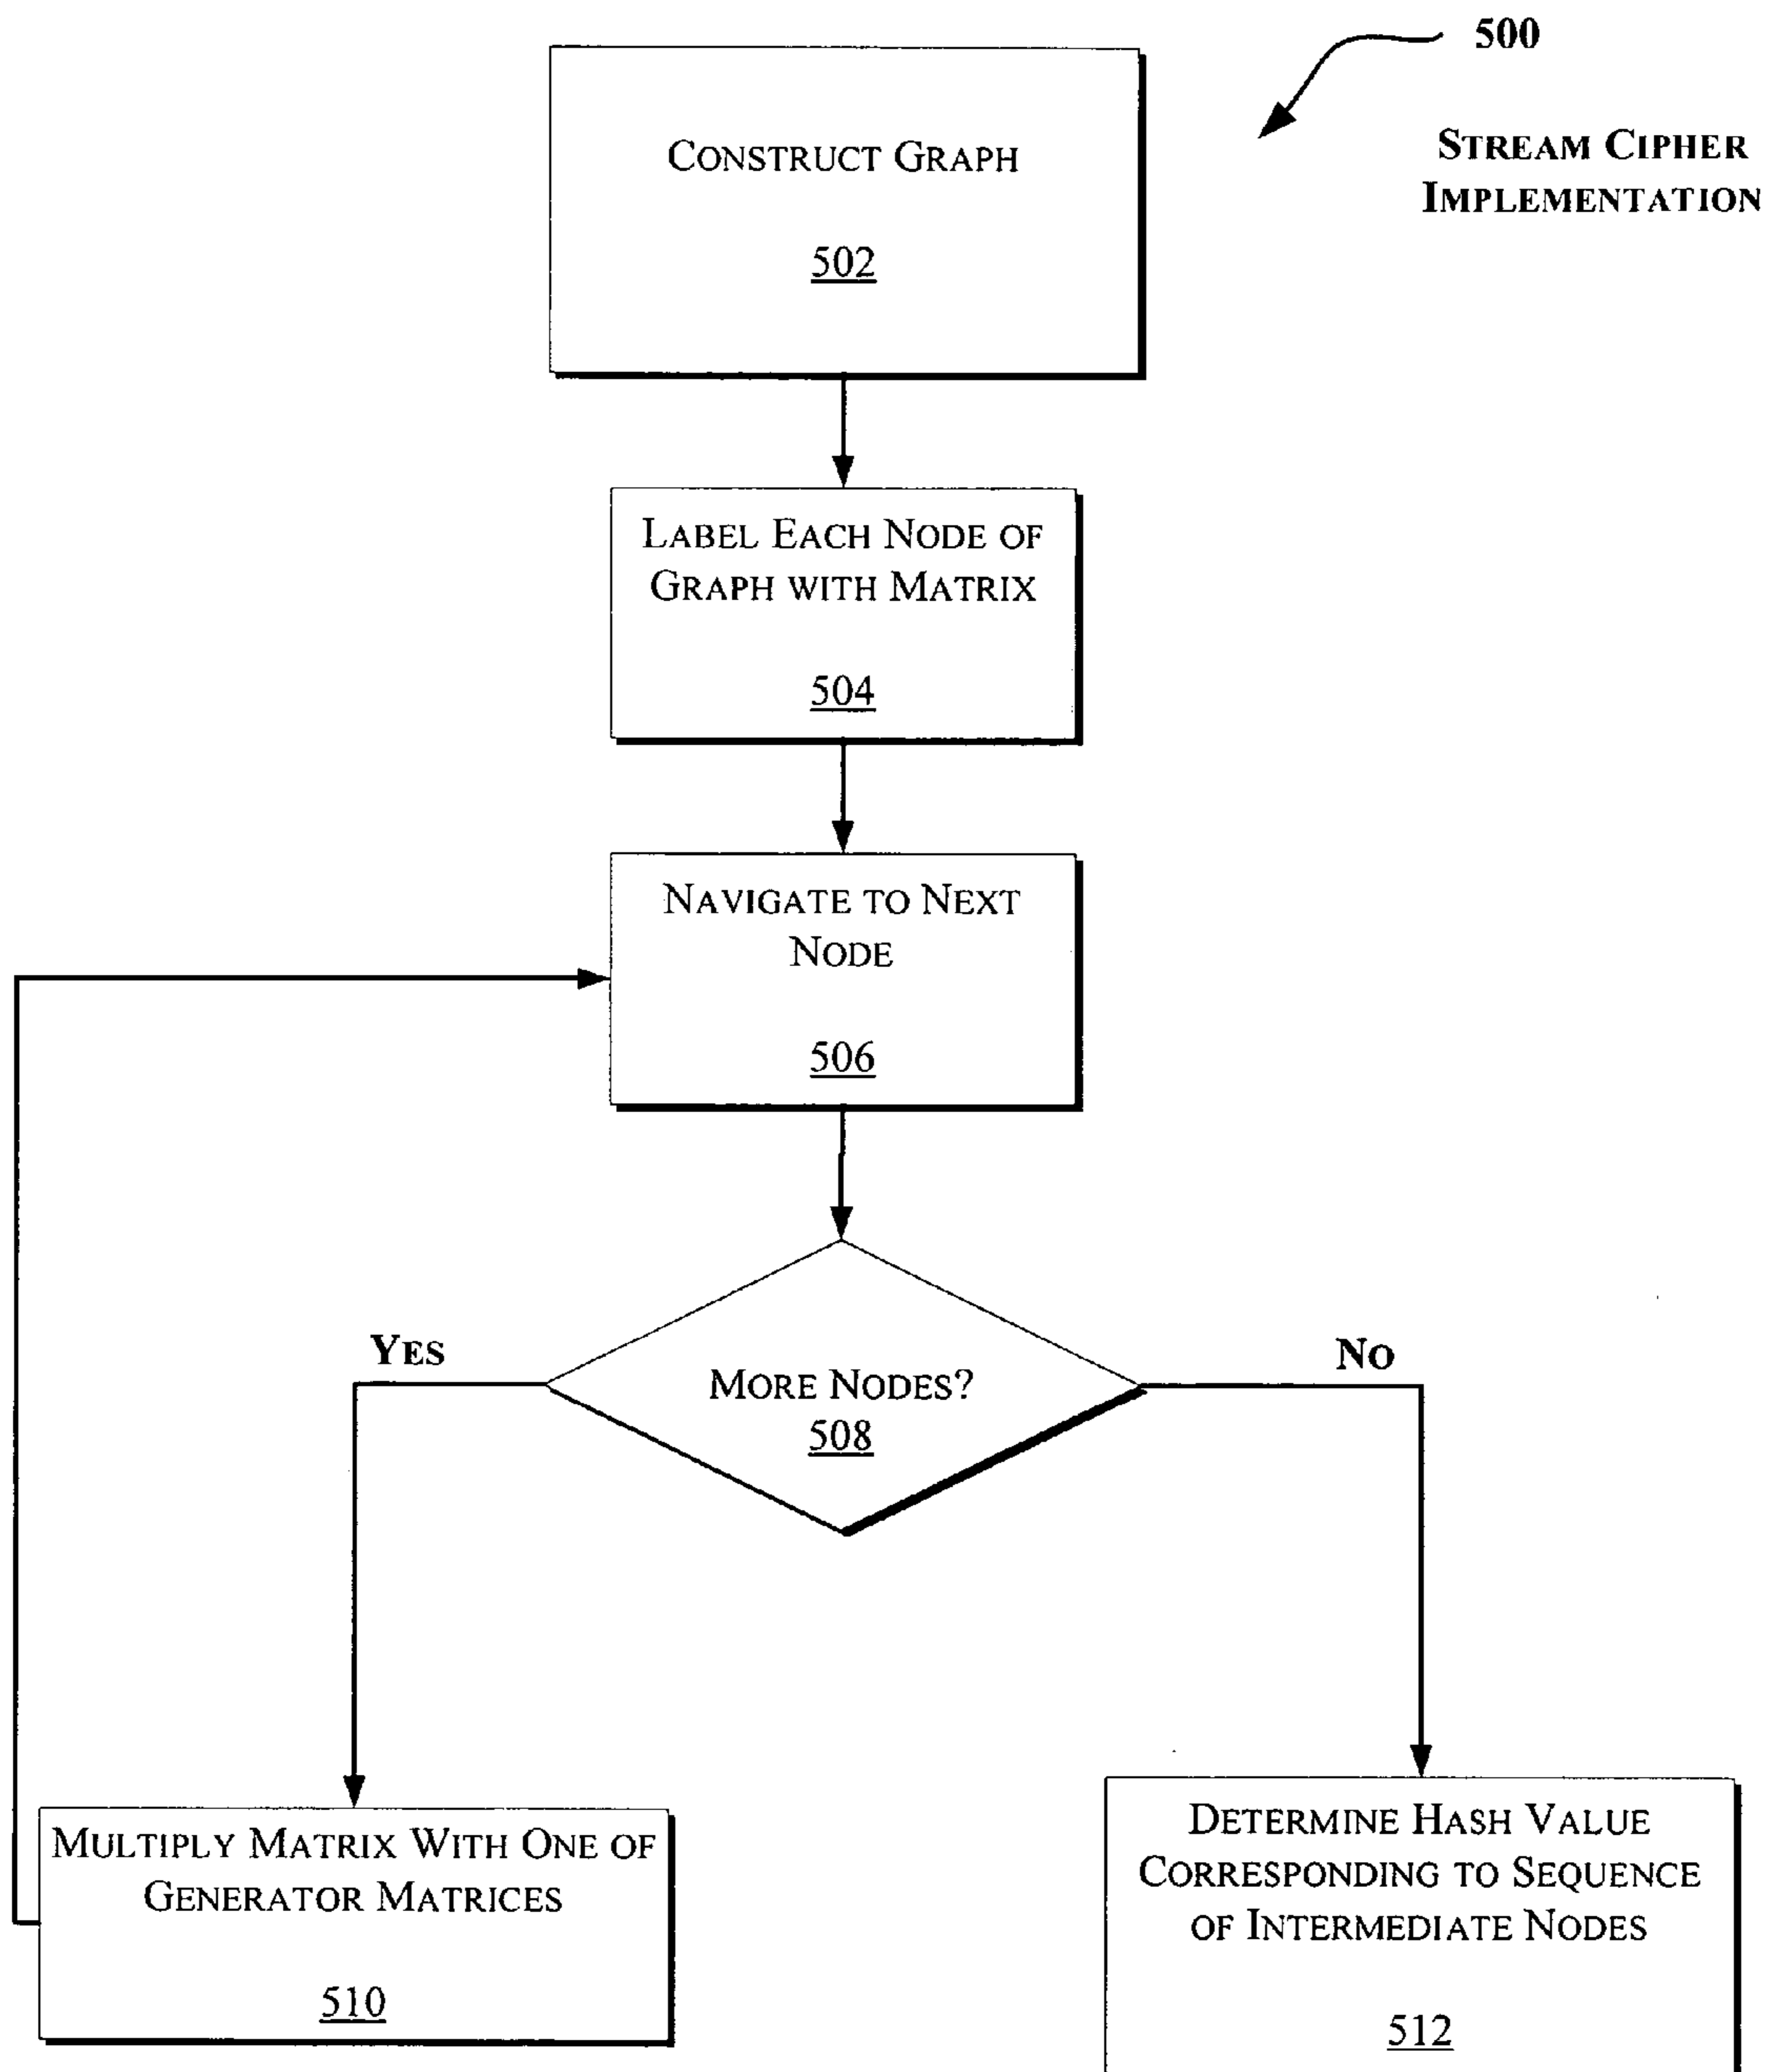 500
STREAM CIPHER
IMPLEMENTATION
CONSTRUCT GRAPH
502
LABEL EACH NODE OF
GRAPH WITH MATRIX
504
NAVIGATE TO NEXT
NODE
506
MORE NODES?
508
YES
NO
MULTIPLY MATRIX WITH ONE OF
GENERATOR MATRICES
510
DETERMINE HASH VALUE
CORRESPONDING TO SEQUENCE
OF INTERMEDIATE NODES
512